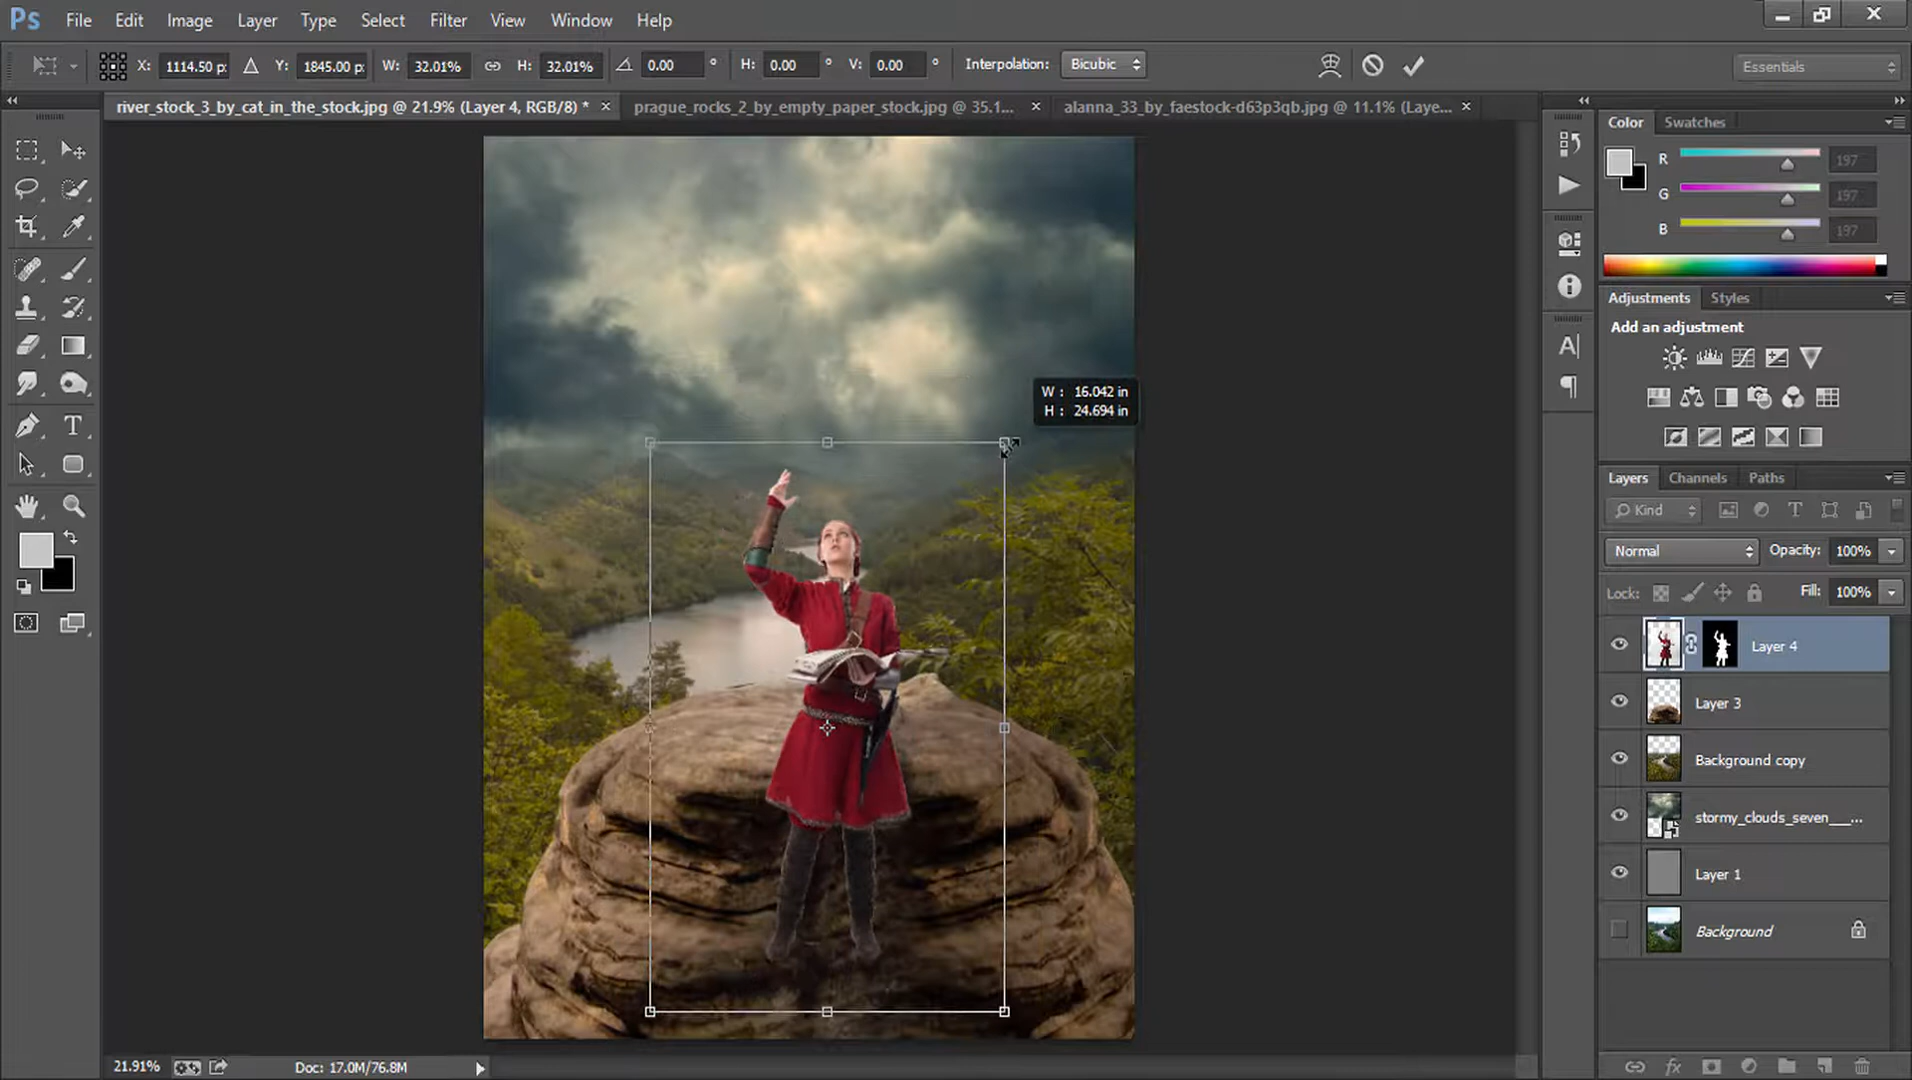 Ps File Edit Image Layer Type Select Filter View Window Help
X: 1114.50 p: Y: 1845.00 p: W: 32.01% H: 32.01% 0.00 ° H: 0.00 ° V: 0.00 ° Interpolation: Bicubic Essentials
river_stock_3_by_cat_in_the_stock.jpg @ 21.9% (Layer 4, RGB/8) * × prague_rocks_2_by_empty_paper_stock.jpg @ 35.1... × alanna_33_by_faestock-d63p3qb.jpg @ 11.1% (Laye... ×
Color Swatches
R 197
G 197
B 197
Adjustments Styles
Add an adjustment
W : 16.042 in
H : 24.694 in
Layers Channels Paths
Kind
Normal Opacity: 100%
Lock: Fill: 100%
Layer 4
Layer 3
Background copy
stormy_clouds_seven___...
Layer 1
Background
21.91% Doc: 17.0M/76.8M